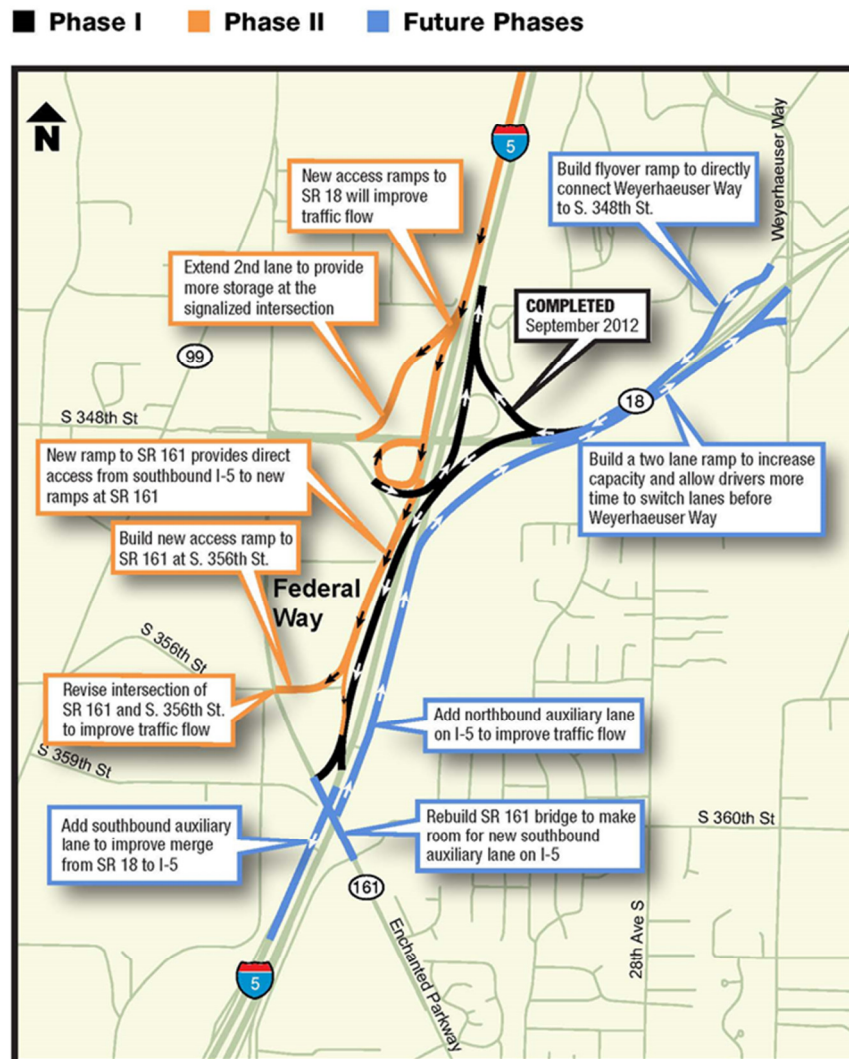 Phase I
Phase II
Future Phases
N
5
Weyerhaeuser Way
New access ramps to
SR 18 will improve
traffic flow
Build flyover ramp to directly
connect Weyerhaeuser Way
to S. 348th St.
Extend 2nd lane to provide
more storage at the
signalized intersection
COMPLETED
September 2012
99
18
S 348th St
New ramp to SR 161 provides direct
access from southbound I-5 to new
ramps at SR 161
Build a two lane ramp to increase
capacity and allow drivers more
time to switch lanes before
Weyerhaeuser Way
Build new access ramp to
SR 161 at S. 356th St.
Federal
Way
S 356th St
Revise intersection of
SR 161 and S. 356th St.
to improve traffic flow
Add northbound auxiliary lane
on I-5 to improve traffic flow
S 359th St
Add southbound auxiliary
lane to improve merge
from SR 18 to I-5
Rebuild SR 161 bridge to make
room for new southbound
auxiliary lane on I-5
S 360th St
161
Enchanted Parkway
28th Ave S
5